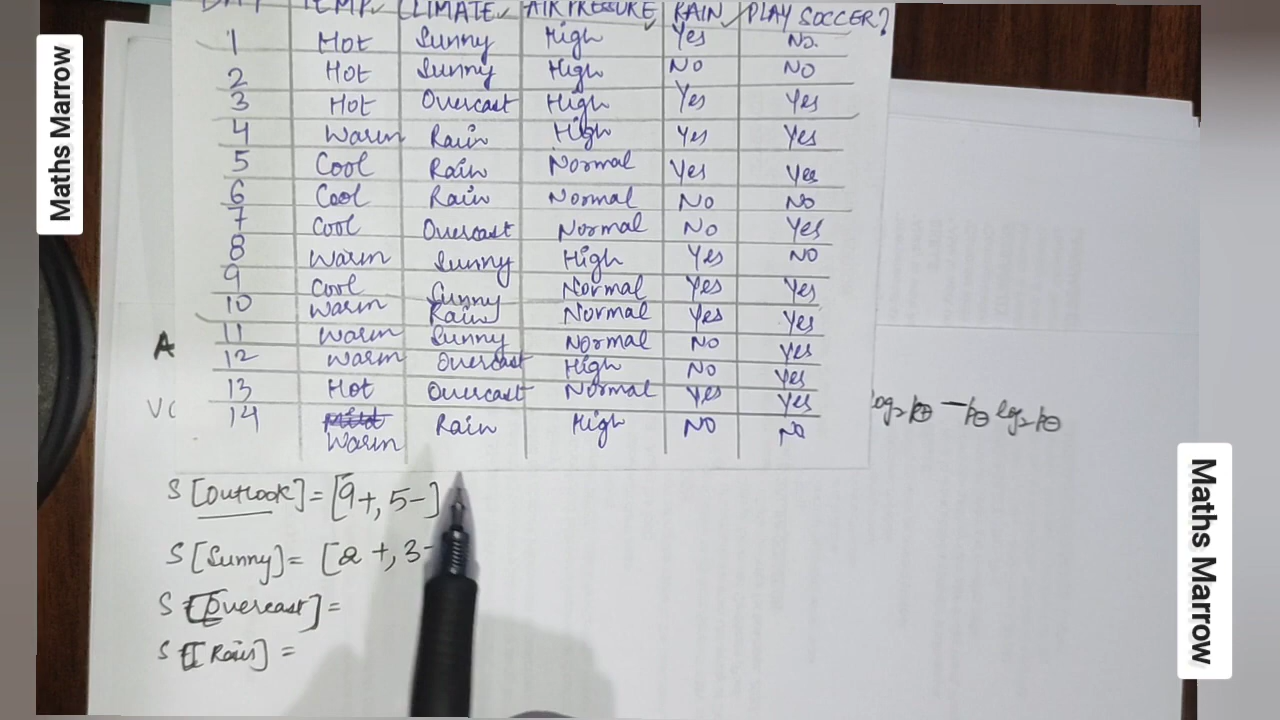 DAY TEMP CLIMATE AIR PRESSURE RAIN PLAY SOCCER?
1 Hot Sunny High Yes No.
2 Hot Sunny High No No
3 Hot Overcast High Yes Yes
4 Warm Rain High Yes Yes
5 Cool Rain Normal Yes Yes
6 Cool Rain Normal No No
7 Cool Overcast Normal No Yes
8 Warm Sunny High Yes No
9 Cool Sunny Normal Yes Yes
10 Warm Rain Normal Yes Yes
11 Warm Sunny Normal No Yes
12 Warm Overcast High No Yes
13 Hot Overcast Normal Yes Yes
14 Mild Warm Rain High No No
A
log₂ p⊕ - p⊖ log₂ p⊖
S [Outlook] = [9+, 5-]
S [Sunny] = [2+, 3-
S [Overcast] =
S [Rain] =
Maths Marrow
Maths Marrow